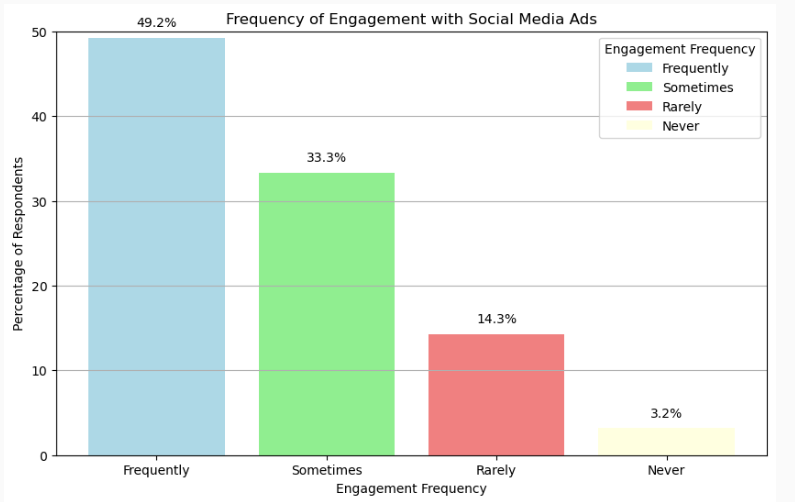 Frequency of Engagement with Social Media Ads
49.2%
33.3%
14.3%
3.2%
Engagement Frequency
Frequently
Sometimes
Rarely
Never
Percentage of Respondents
50
40
30
20
10
0
Frequently
Sometimes
Rarely
Never
Engagement Frequency